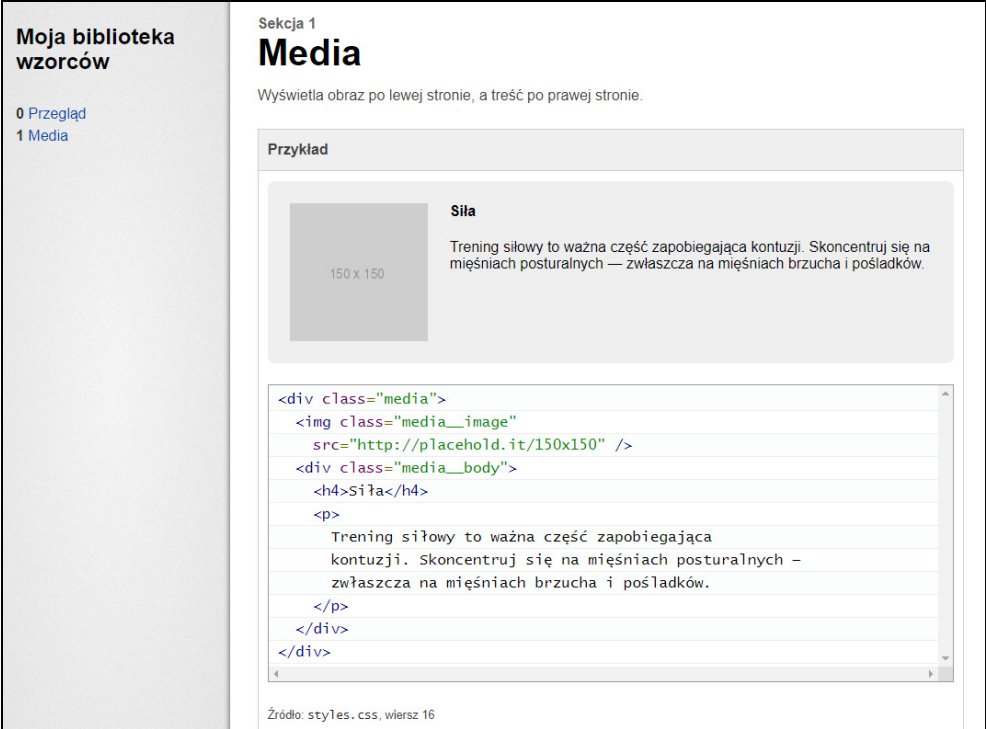 Moja biblioteka
wzorców
0 Przegląd
1 Media
Sekcja 1
Media
Wyświetla obraz po lewej stronie, a treść po prawej stronie.
Przykład
150 x 150
Siła
Trening siłowy to ważna część zapobiegająca kontuzji. Skoncentruj się na
mięśniach posturalnych — zwłaszcza na mięśniach brzucha i pośladków.
<div class="media">
  <img class="media__image"
    src="http://placehold.it/150x150" />
  <div class="media__body">
    <h4>Siła</h4>
    <p>
      Trening siłowy to ważna część zapobiegająca
      kontuzji. Skoncentruj się na mięśniach posturalnych –
      zwłaszcza na mięśniach brzucha i pośladków.
    </p>
  </div>
</div>
Źródło: styles.css, wiersz 16